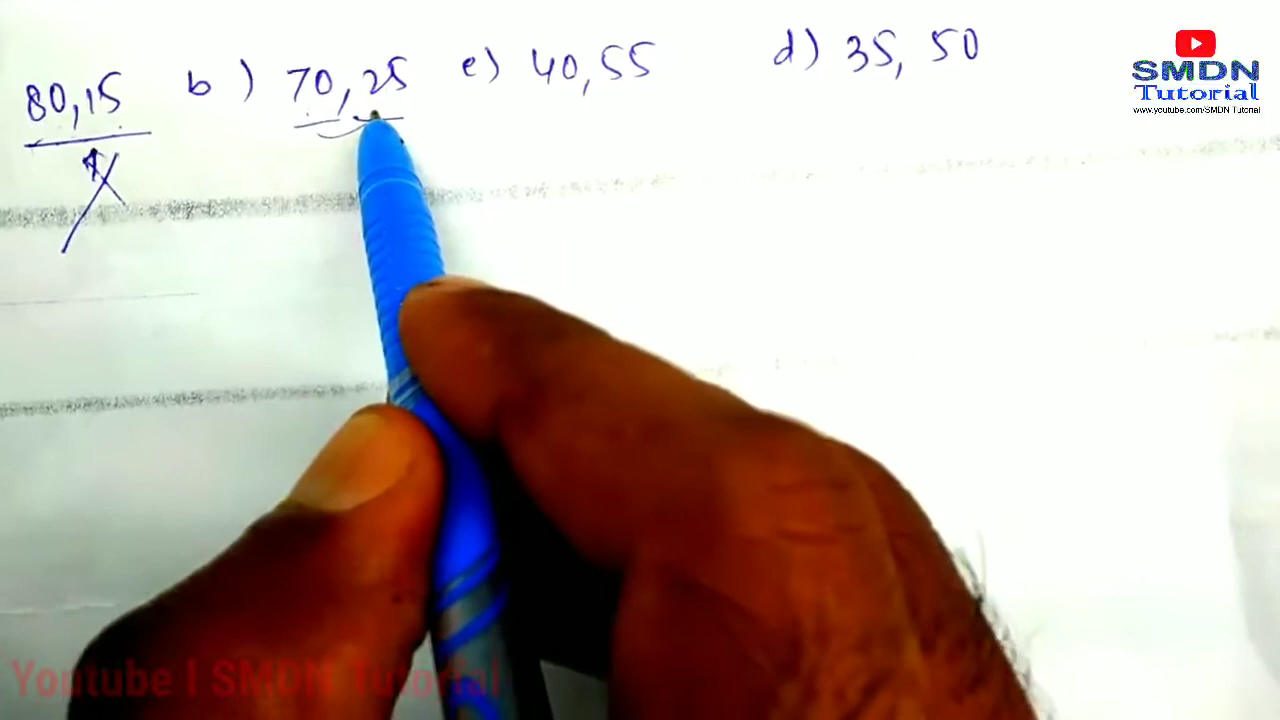 80,15 b) 70,25 c) 40,55 d) 35, 50
SMDN
Tutorial
www.youtube.com/SMDN Tutorial
Youtube l SMDN Tutorial